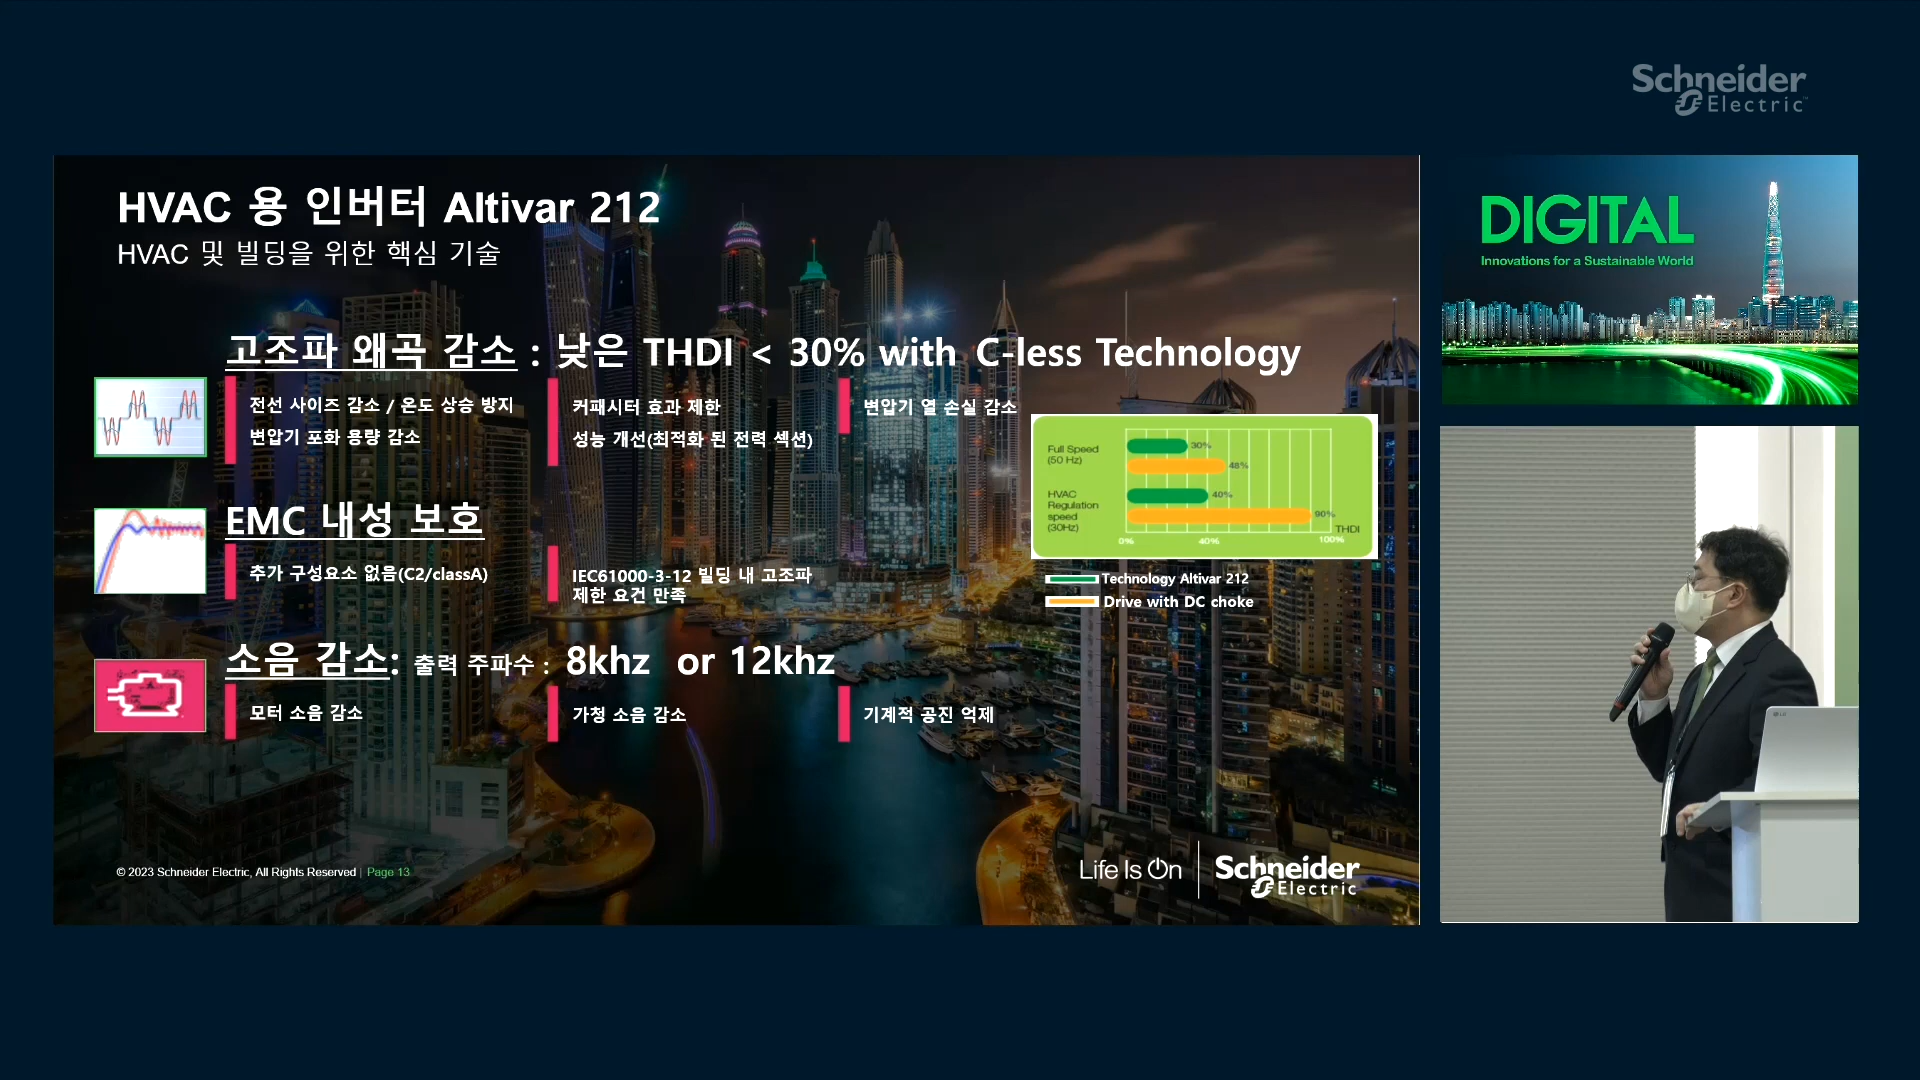 Schneider
Electric
HVAC 용 인버터 Altivar 212
HVAC 및 빌딩을 위한 핵심 기술
고조파 왜곡 감소 : 낮은 THDI < 30% with C-less Technology
전선 사이즈 감소 / 온도 상승 방지
변압기 포화 용량 감소
커패시터 효과 제한
성능 개선(최적화 된 전력 섹션)
변압기 열 손실 감소
Full Speed
(50 Hz)
30%
48%
HVAC
Regulation
speed
(30Hz)
40%
90%
THDI
0%
40%
100%
Technology Altivar 212
Drive with DC choke
EMC 내성 보호
추가 구성요소 없음(C2/classA)
IEC61000-3-12 빌딩 내 고조파
제한 요건 만족
소음 감소: 출력 주파수 : 8khz or 12khz
모터 소음 감소
가청 소음 감소
기계적 공진 억제
© 2023 Schneider Electric, All Rights Reserved | Page 13
Life Is On
Schneider
Electric
DIGITAL
Innovations for a Sustainable World